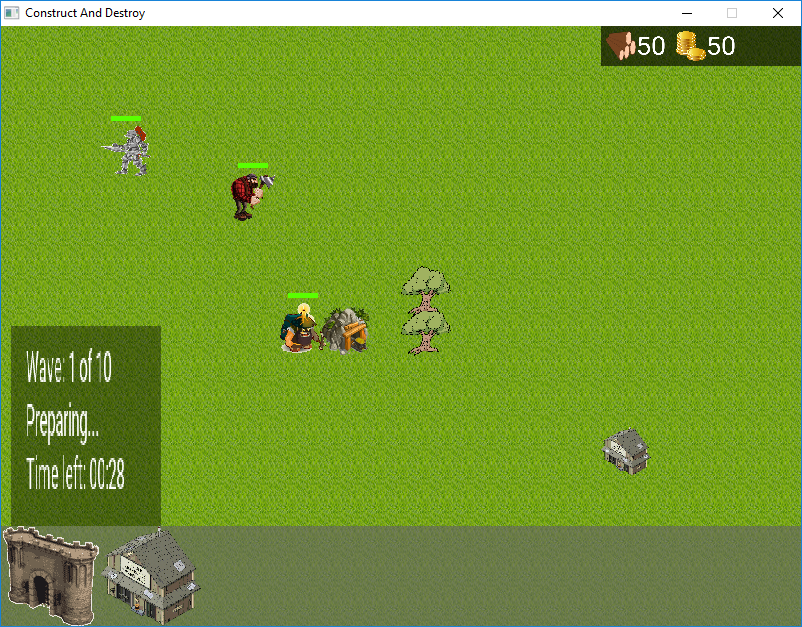 Construct And Destroy
50 50
Wave: 1 of 10
Preparing...
Time left: 00:28